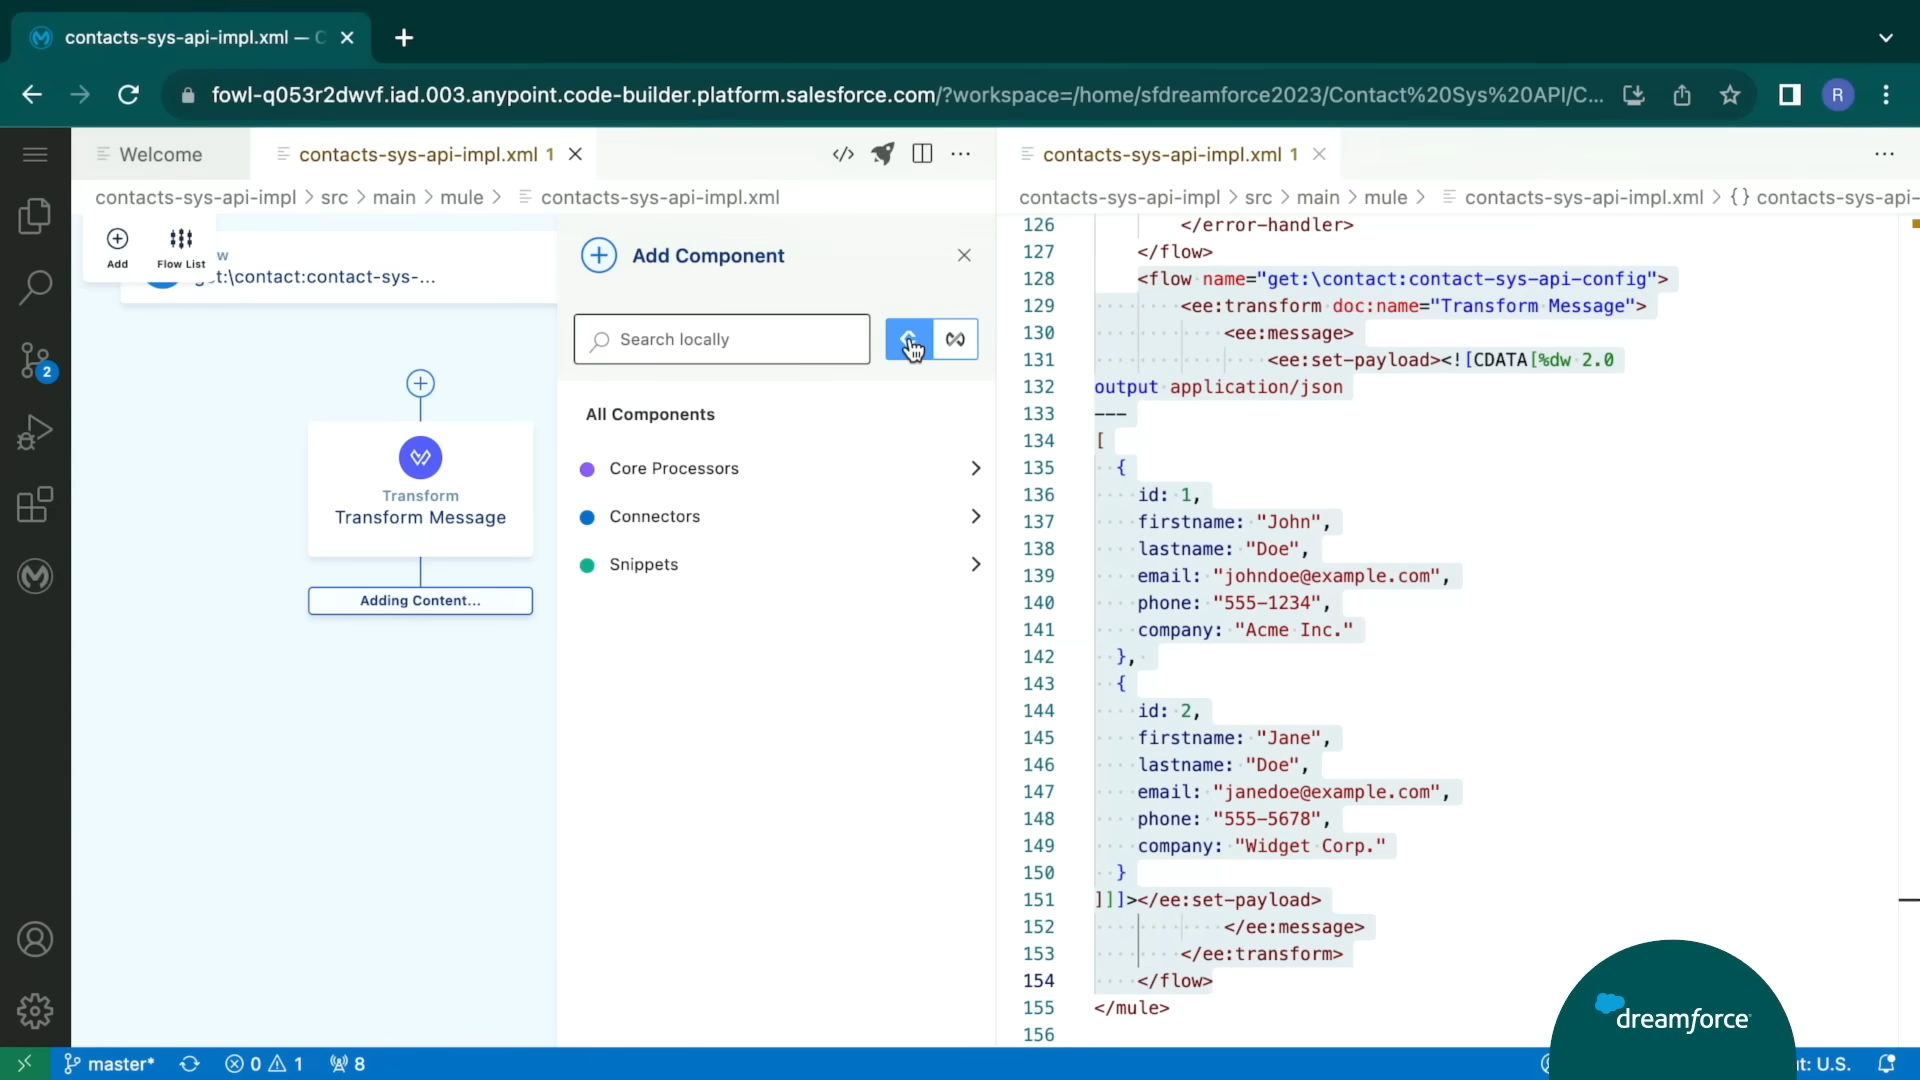 contacts-sys-api-impl.xml — C
fowl-q053r2dwvf.iad.003.anypoint.code-builder.platform.salesforce.com/?workspace=/home/sfdreamforce2023/Contact%20Sys%20API/C...
R
Welcome
contacts-sys-api-impl.xml 1
contacts-sys-api-impl > src > main > mule > contacts-sys-api-impl.xml
Add
Flow List
get:\contact:contact-sys-...
Transform
Transform Message
Adding Content...
Add Component
Search locally
All Components
Core Processors
Connectors
Snippets
contacts-sys-api-impl.xml 1
contacts-sys-api-impl > src > main > mule > contacts-sys-api-impl.xml > {} contacts-sys-api-
126 </error-handler>
127 </flow>
128 <flow name="get:\contact:contact-sys-api-config">
129 <ee:transform doc:name="Transform Message">
130 <ee:message>
131 <ee:set-payload><![CDATA[%dw 2.0
132 output application/json
133 ---
134 [
135 {
136 id: 1,
137 firstname: "John",
138 lastname: "Doe",
139 email: "johndoe@example.com",
140 phone: "555-1234",
141 company: "Acme Inc."
142 },
143 {
144 id: 2,
145 firstname: "Jane",
146 lastname: "Doe",
147 email: "janedoe@example.com",
148 phone: "555-5678",
149 company: "Widget Corp."
150 }
151 ]]]></ee:set-payload>
152 </ee:message>
153 </ee:transform>
154 </flow>
155 </mule>
156
2
dreamforce
master*
0
1
8
t: U.S.